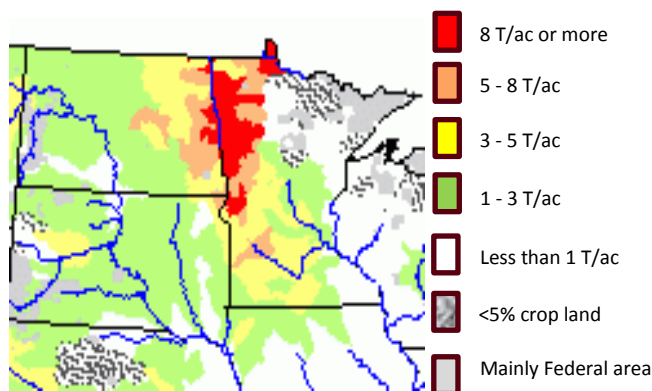 8 T/ac or more
5 - 8 T/ac
3 - 5 T/ac
1 - 3 T/ac
Less than 1 T/ac
<5% crop land
Mainly Federal area